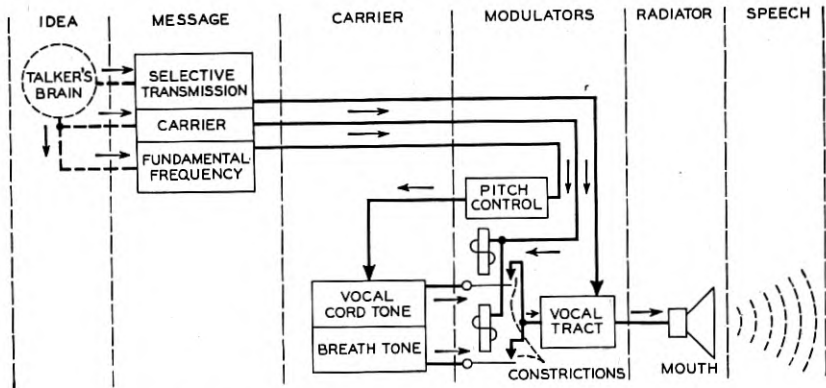 IDEA
MESSAGE
CARRIER
MODULATORS
RADIATOR
SPEECH
TALKER'S
BRAIN
SELECTIVE
TRANSMISSION
CARRIER
FUNDAMENTAL-
FREQUENCY
PITCH
CONTROL
VOCAL
CORD TONE
BREATH TONE
VOCAL
TRACT
CONSTRICTIONS
MOUTH